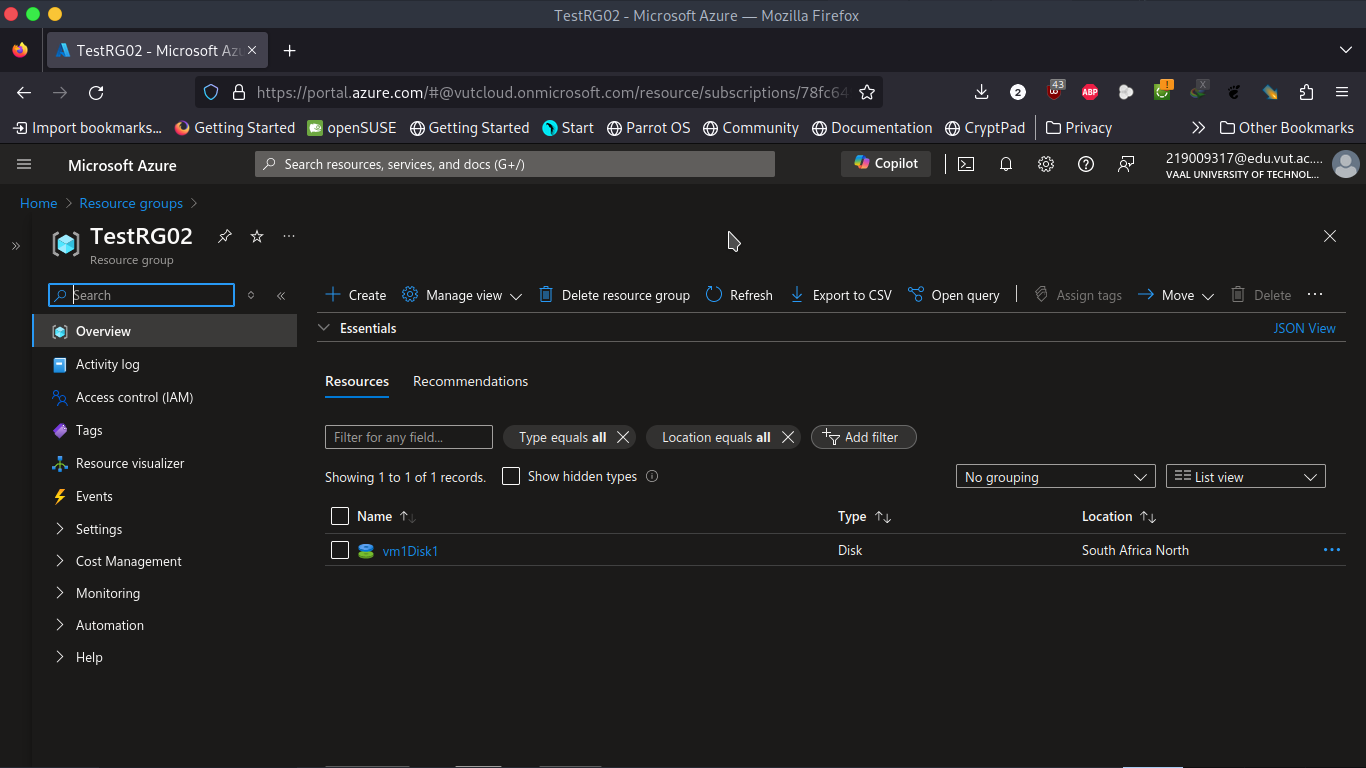 TestRG02 - Microsoft Azure — Mozilla Firefox
TestRG02 - Microsoft Az
https://portal.azure.com/#@vutcloud.onmicrosoft.com/resource/subscriptions/78fc64
2
43
ABP
!
X
Import bookmarks...
Getting Started
openSUSE
Getting Started
Start
Parrot OS
Community
Documentation
CryptPad
Privacy
Other Bookmarks
Microsoft Azure
Search resources, services, and docs (G+/)
Copilot
219009317@edu.vut.ac....
VAAL UNIVERSITY OF TECHNOL...
Home > Resource groups >
TestRG02
Resource group
Search
Create
Manage view
Delete resource group
Refresh
Export to CSV
Open query
Assign tags
Move
Delete
Overview
Activity log
Access control (IAM)
Tags
Resource visualizer
Events
Settings
Cost Management
Monitoring
Automation
Help
Essentials
JSON View
Resources
Recommendations
Filter for any field...
Type equals all
Location equals all
Add filter
Showing 1 to 1 of 1 records.
Show hidden types
No grouping
List view
Name
Type
Location
vm1Disk1
Disk
South Africa North